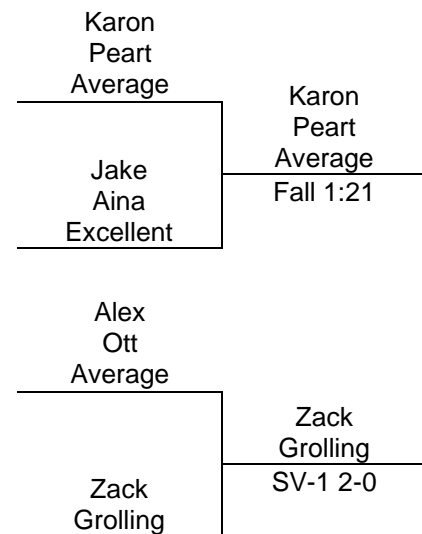 Karon
Peart
Average
Karon
Peart
Average
Fall 1:21
Jake
Aina
Excellent
Alex
Ott
Average
Zack
Grolling
SV-1 2-0
Zack
Grolling